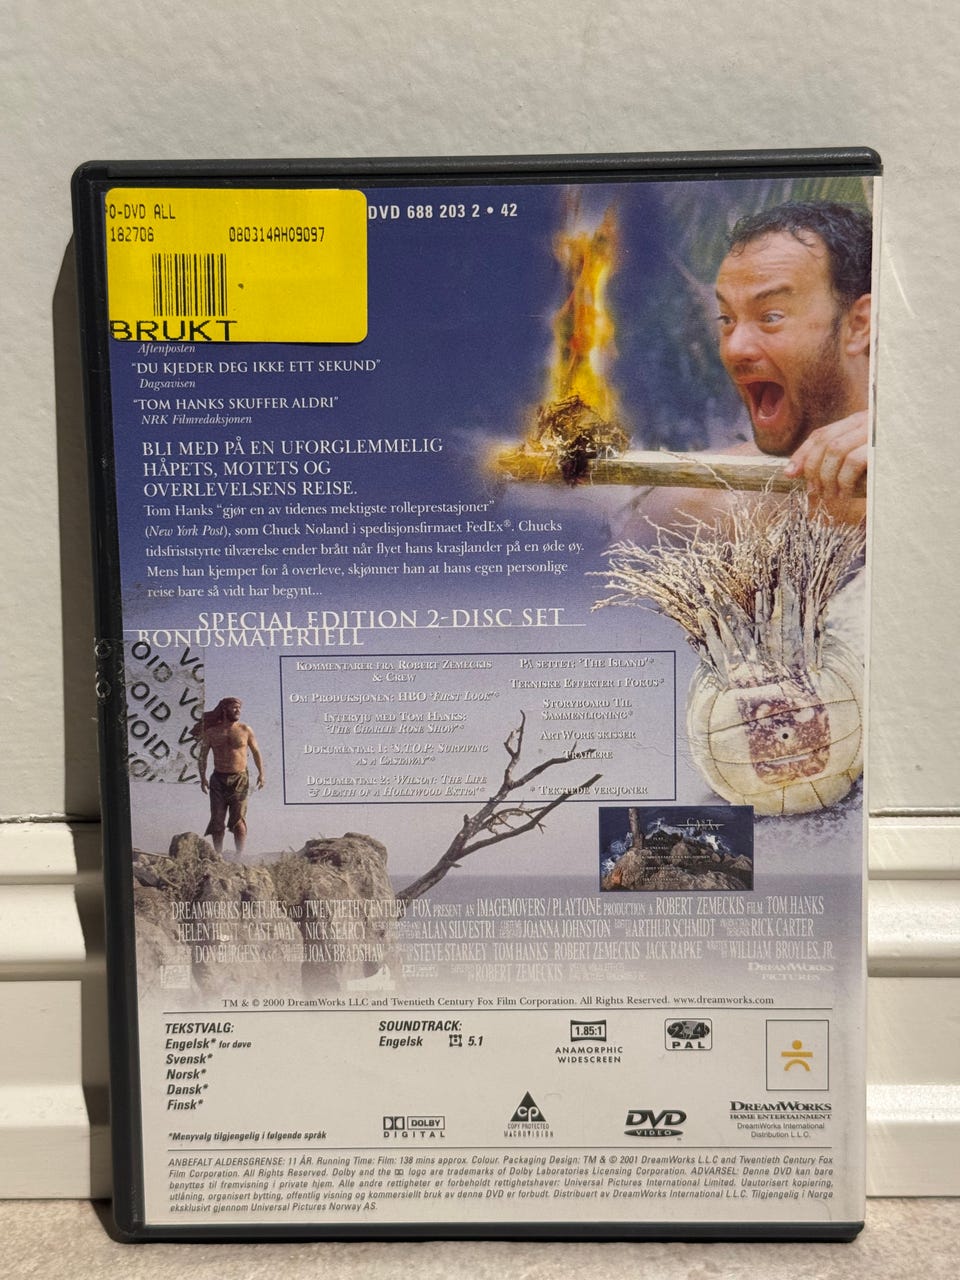 O-DVD ALL
182708 080314AH09097
BRUKT
DVD 688 203 2 • 42
Aftenposten
"DU KJEDER DEG IKKE ETT SEKUND"
Dagsavisen
"TOM HANKS SKUFFER ALDRI"
NRK Filmredaksjonen
BLI MED PÅ EN UFORGLEMMELIG
HÅPETS, MOTETS OG
OVERLEVELSENS REISE.
Tom Hanks "gjør en av tidenes mektigste rolleprestasjoner"
(New York Post), som Chuck Noland i spedisjonsfirmaet FedEx®. Chucks
tidsfriststyrte tilværelse ender brått når flyet hans krasjlander på en øde øy.
Mens han kjemper for å overleve, skjønner han at hans egen personlige
reise bare så vidt har begynt...
SPECIAL EDITION 2-DISC SET
BONUSMATERIELL
VOID VOID VOID
KOMMENTARER FRA ROBERT ZEMECKIS
& CREW
OM PRODUKSJONEN: HBO "FIRST LOOK"*
INTERVJU MED TOM HANKS:
"THE CHARLIE ROSE SHOW"*
DOKUMENTAR 1: "S.T.O.P: SURVIVING
AS A CASTAWAY"*
DOKUMENTAR 2: "WILSON: THE LIFE
& DEATH OF A HOLLYWOOD EXTRA"*
PÅ SETTET: "THE ISLAND"*
TEKNISKE EFFEKTER I FOKUS*
STORYBOARD TIL
SAMMENLIGNING*
ARTWORK SKISSER
TRAILERE
* TEKSTEDE VERSJONER
CAST AWAY
DREAMWORKS PICTURES AND TWENTIETH CENTURY FOX PRESENT AN IMAGEMOVERS/PLAYTONE PRODUCTION A ROBERT ZEMECKIS FILM TOM HANKS
HELEN HUNT "CAST AWAY" NICK SEARCY ALAN SILVESTRI JOANNA JOHNSTON ARTHUR SCHMIDT RICK CARTER
DON BURGESS A.S.C. JOAN BRADSHAW STEVE STARKEY TOM HANKS ROBERT ZEMECKIS JACK RAPKE WILLIAM BROYLES, JR.
ROBERT ZEMECKIS
DREAMWORKS
PICTURES
TM & © 2000 DreamWorks LLC and Twentieth Century Fox Film Corporation. All Rights Reserved. www.dreamworks.com
TEKSTVALG:
Engelsk* for døve
Svensk*
Norsk*
Dansk*
Finsk*
*Menyvalg tilgjengelig i følgende språk
SOUNDTRACK:
Engelsk 5.1
1.85:1
ANAMORPHIC
WIDESCREEN
2 4
PAL
DOLBY
DIGITAL
CP
COPY PROTECTED
MACROVISION
DVD
VIDEO
DREAMWORKS
HOME ENTERTAINMENT
DreamWorks International
Distribution L.L.C.
ANBEFALT ALDERSGRENSE: 11 ÅR. Running Time: Film: 138 mins approx. Colour. Packaging Design: TM & © 2001 DreamWorks L.L.C and Twentieth Century Fox
Film Corporation. All Rights Reserved. Dolby and the logo are trademarks of Dolby Laboratories Licensing Corporation. ADVARSEL: Denne DVD kan bare
benyttes til fremvisning i private hjem. Alle andre rettigheter er forbeholdt rettighetshaver: Universal Pictures International Limited. Uautorisert kopiering,
utlåning, organisert bytting, offentlig visning og kommersiell bruk av denne DVD er forbudt. Distribuert av DreamWorks International L.L.C. Tilgjengelig i Norge
eksklusivt gjennom Universal Pictures Norway AS.